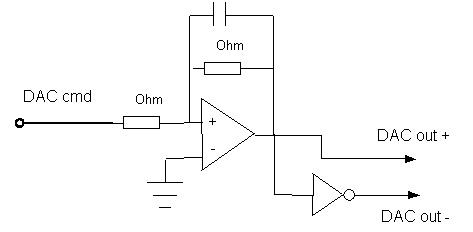 Ohm
DAC cmd
Ohm
+
-
DAC out +
DAC out -